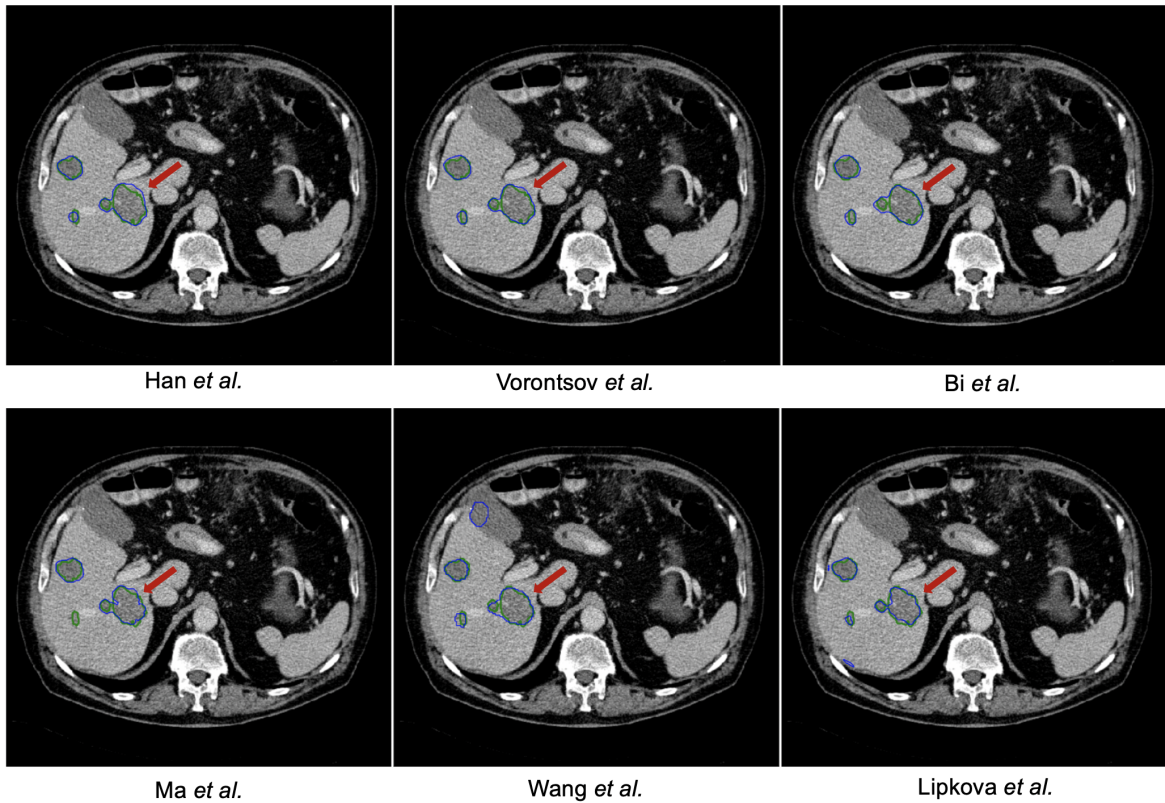 Han et al.
Vorontsov et al.
Bi et al.
Ma et al.
Wang et al.
Lipkova et al.